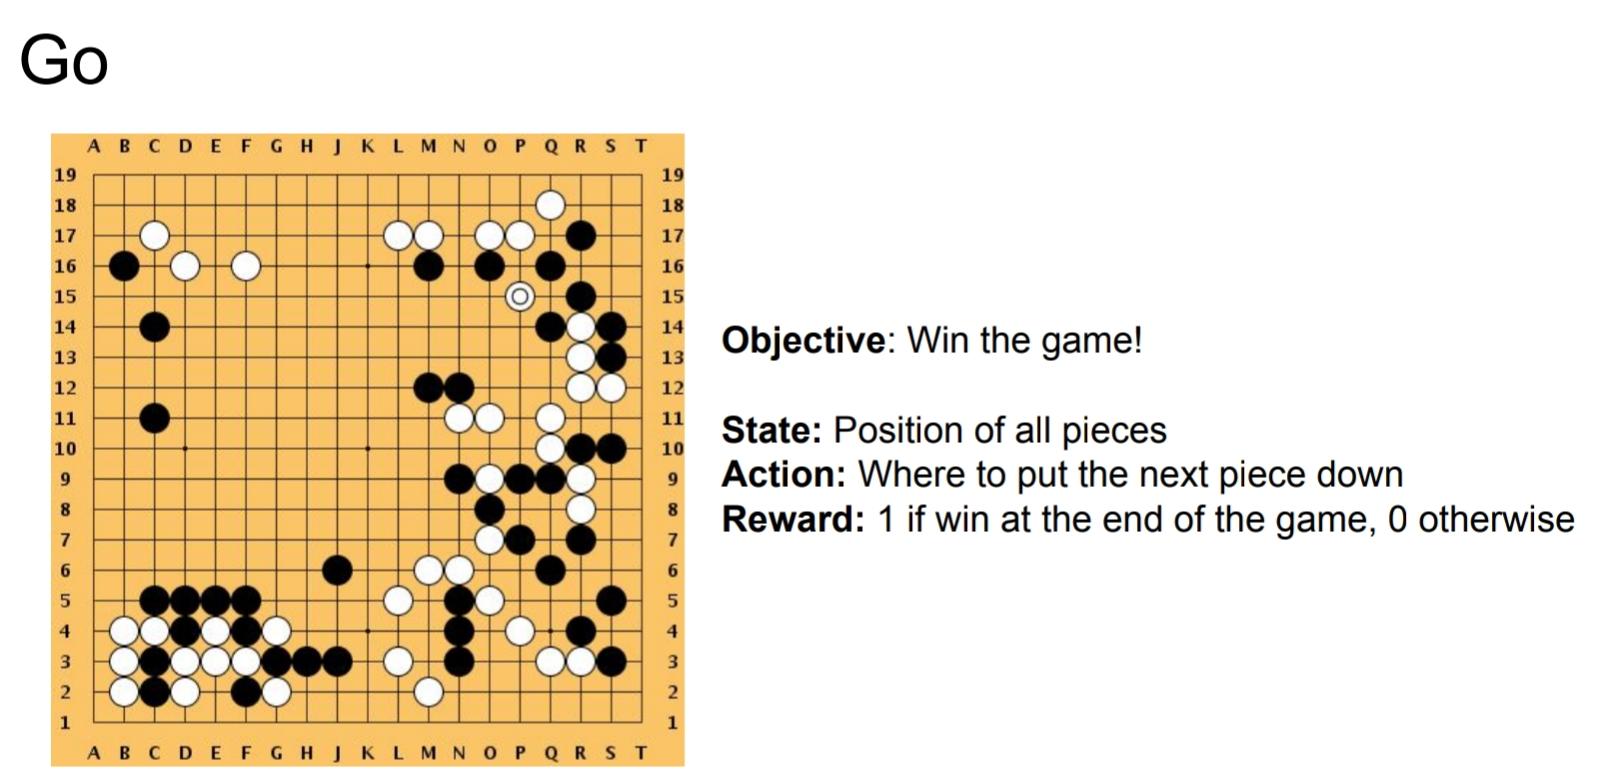 Go
A B C D E F G H J K L M N O P Q R S T
19 19
18 18
17 17
16 16
15 15
14 14
13 13
12 12
11 11
10 10
9 9
8 8
7 7
6 6
5 5
4 4
3 3
2 2
1 1
A B C D E F G H J K L M N O P Q R S T
Objective: Win the game!
State: Position of all pieces
Action: Where to put the next piece down
Reward: 1 if win at the end of the game, 0 otherwise